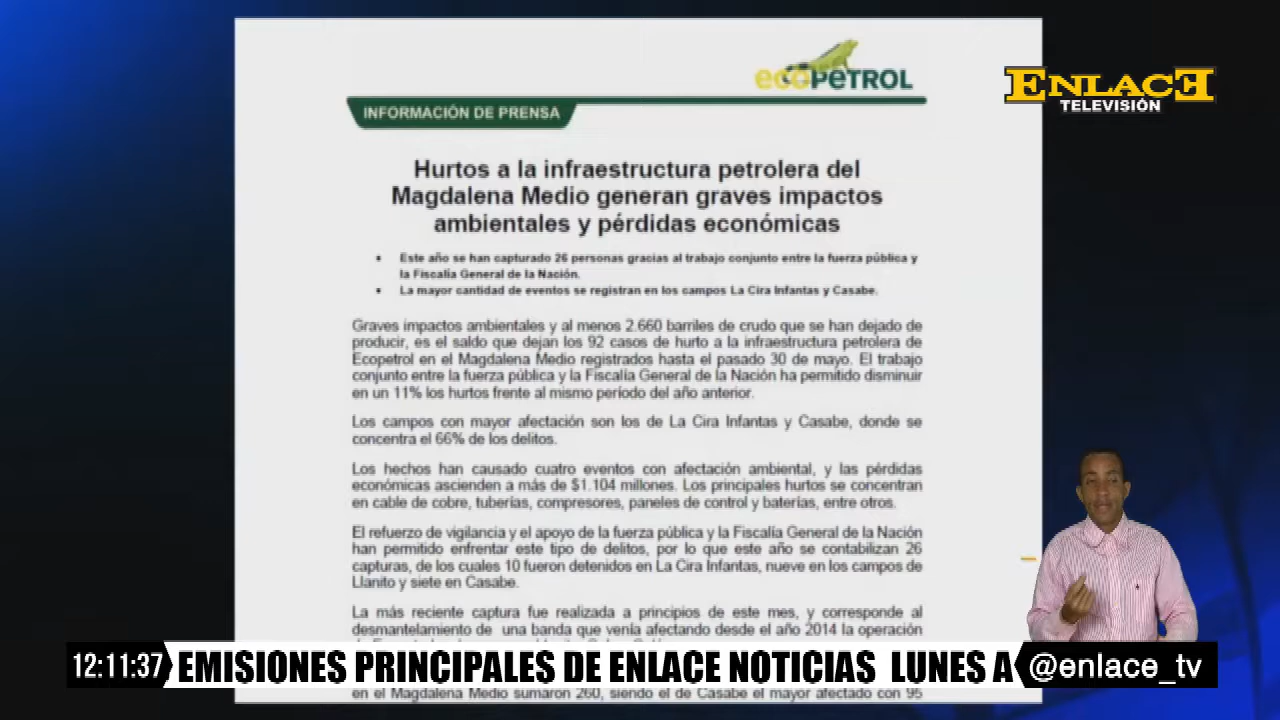 ecoPETROL
ENLACE
TELEVISIÓN
INFORMACIÓN DE PRENSA
Hurtos a la infraestructura petrolera del
Magdalena Medio generan graves impactos
ambientales y pérdidas económicas
• Este año se han capturado 26 personas gracias al trabajo conjunto entre la fuerza pública y
la Fiscalía General de la Nación.
• La mayor cantidad de eventos se registran en los campos La Cira Infantas y Casabe.
Graves impactos ambientales y al menos 2.660 barriles de crudo que se han dejado de
producir, es el saldo que dejan los 92 casos de hurto a la infraestructura petrolera de
Ecopetrol en el Magdalena Medio registrados hasta el pasado 30 de mayo. El trabajo
conjunto entre la fuerza pública y la Fiscalía General de la Nación ha permitido disminuir
en un 11% los hurtos frente al mismo período del año anterior.
Los campos con mayor afectación son los de La Cira Infantas y Casabe, donde se
concentra el 66% de los delitos.
Los hechos han causado cuatro eventos con afectación ambiental, y las pérdidas
económicas ascienden a más de $1.104 millones. Los principales hurtos se concentran
en cable de cobre, tuberías, compresores, paneles de control y baterías, entre otros.
El refuerzo de vigilancia y el apoyo de la fuerza pública y la Fiscalía General de la Nación
han permitido enfrentar este tipo de delitos, por lo que este año se contabilizan 26
capturas, de los cuales 10 fueron detenidos en La Cira Infantas, nueve en los campos de
Llanito y siete en Casabe.
La más reciente captura fue realizada a principios de este mes, y corresponde al
desmantelamiento de una banda que venía afectando desde el año 2014 la operación
12:11:37 EMISIONES PRINCIPALES DE ENLACE NOTICIAS LUNES A @enlace_tv
en el Magdalena Medio sumaron 260, siendo el de Casabe el mayor afectado con 95